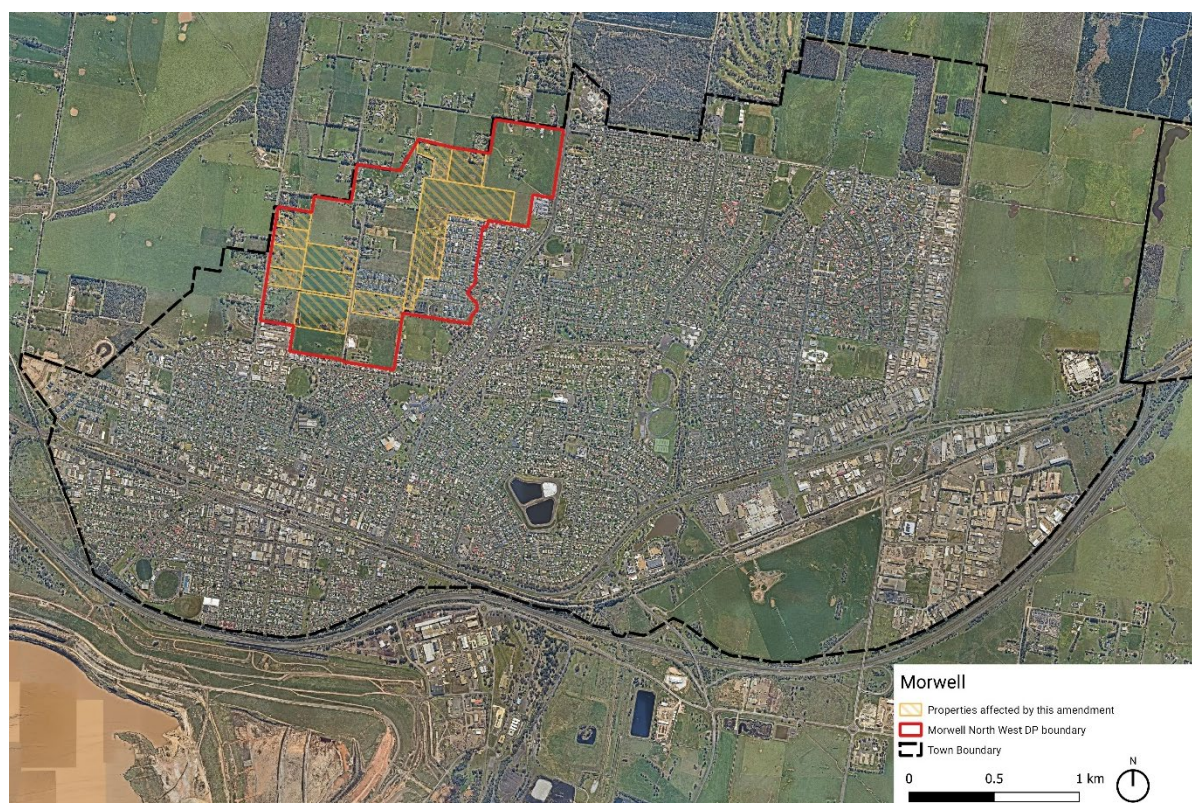 Morwell
Properties affected by this amendment
Morwell North West DP boundary
Town Boundary
N
0 0.5 1 km